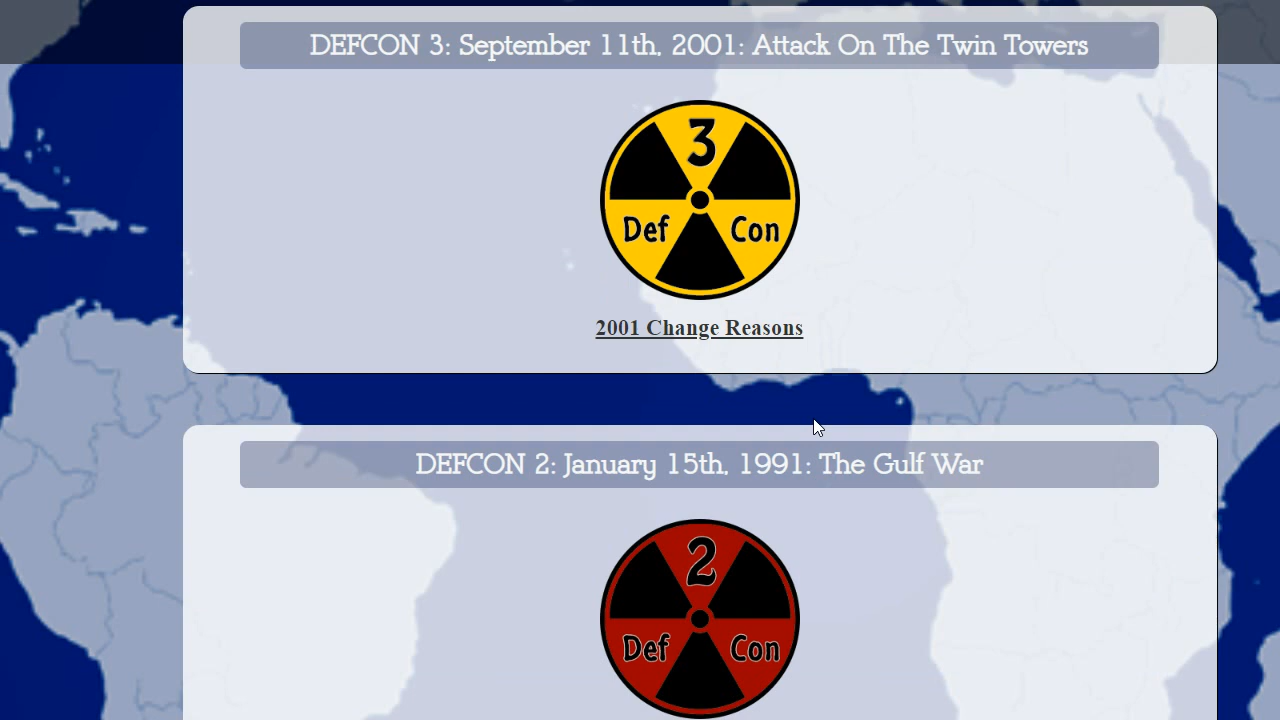 DEFCON 3: September 11th, 2001: Attack On The Twin Towers
3
Def Con
2001 Change Reasons
DEFCON 2: January 15th, 1991: The Gulf War
2
Def Con